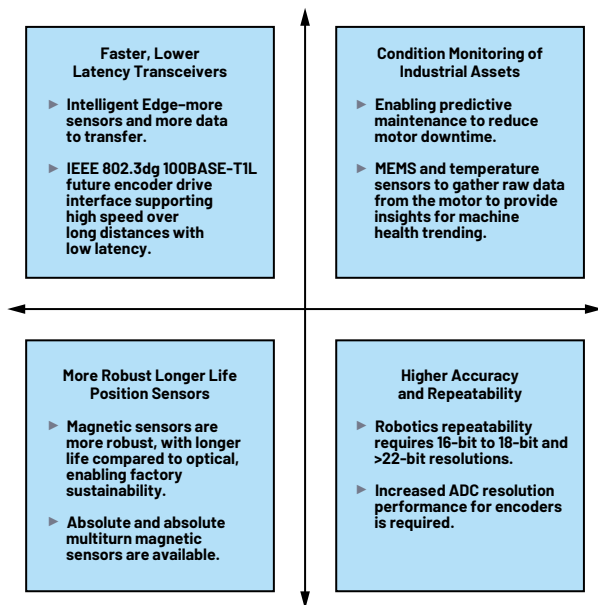 Faster, Lower
Latency Transceivers
▶ Intelligent Edge–more
sensors and more data
to transfer.
▶ IEEE 802.3dg 100BASE-T1L
future encoder drive
interface supporting
high speed over
long distances with
low latency.
Condition Monitoring of
Industrial Assets
▶ Enabling predictive
maintenance to reduce
motor downtime.
▶ MEMS and temperature
sensors to gather raw data
from the motor to provide
insights for machine
health trending.
More Robust Longer Life
Position Sensors
▶ Magnetic sensors are
more robust, with longer
life compared to optical,
enabling factory
sustainability.
▶ Absolute and absolute
multiturn magnetic
sensors are available.
Higher Accuracy
and Repeatability
▶ Robotics repeatability
requires 16-bit to 18-bit and
>22-bit resolutions.
▶ Increased ADC resolution
performance for encoders
is required.